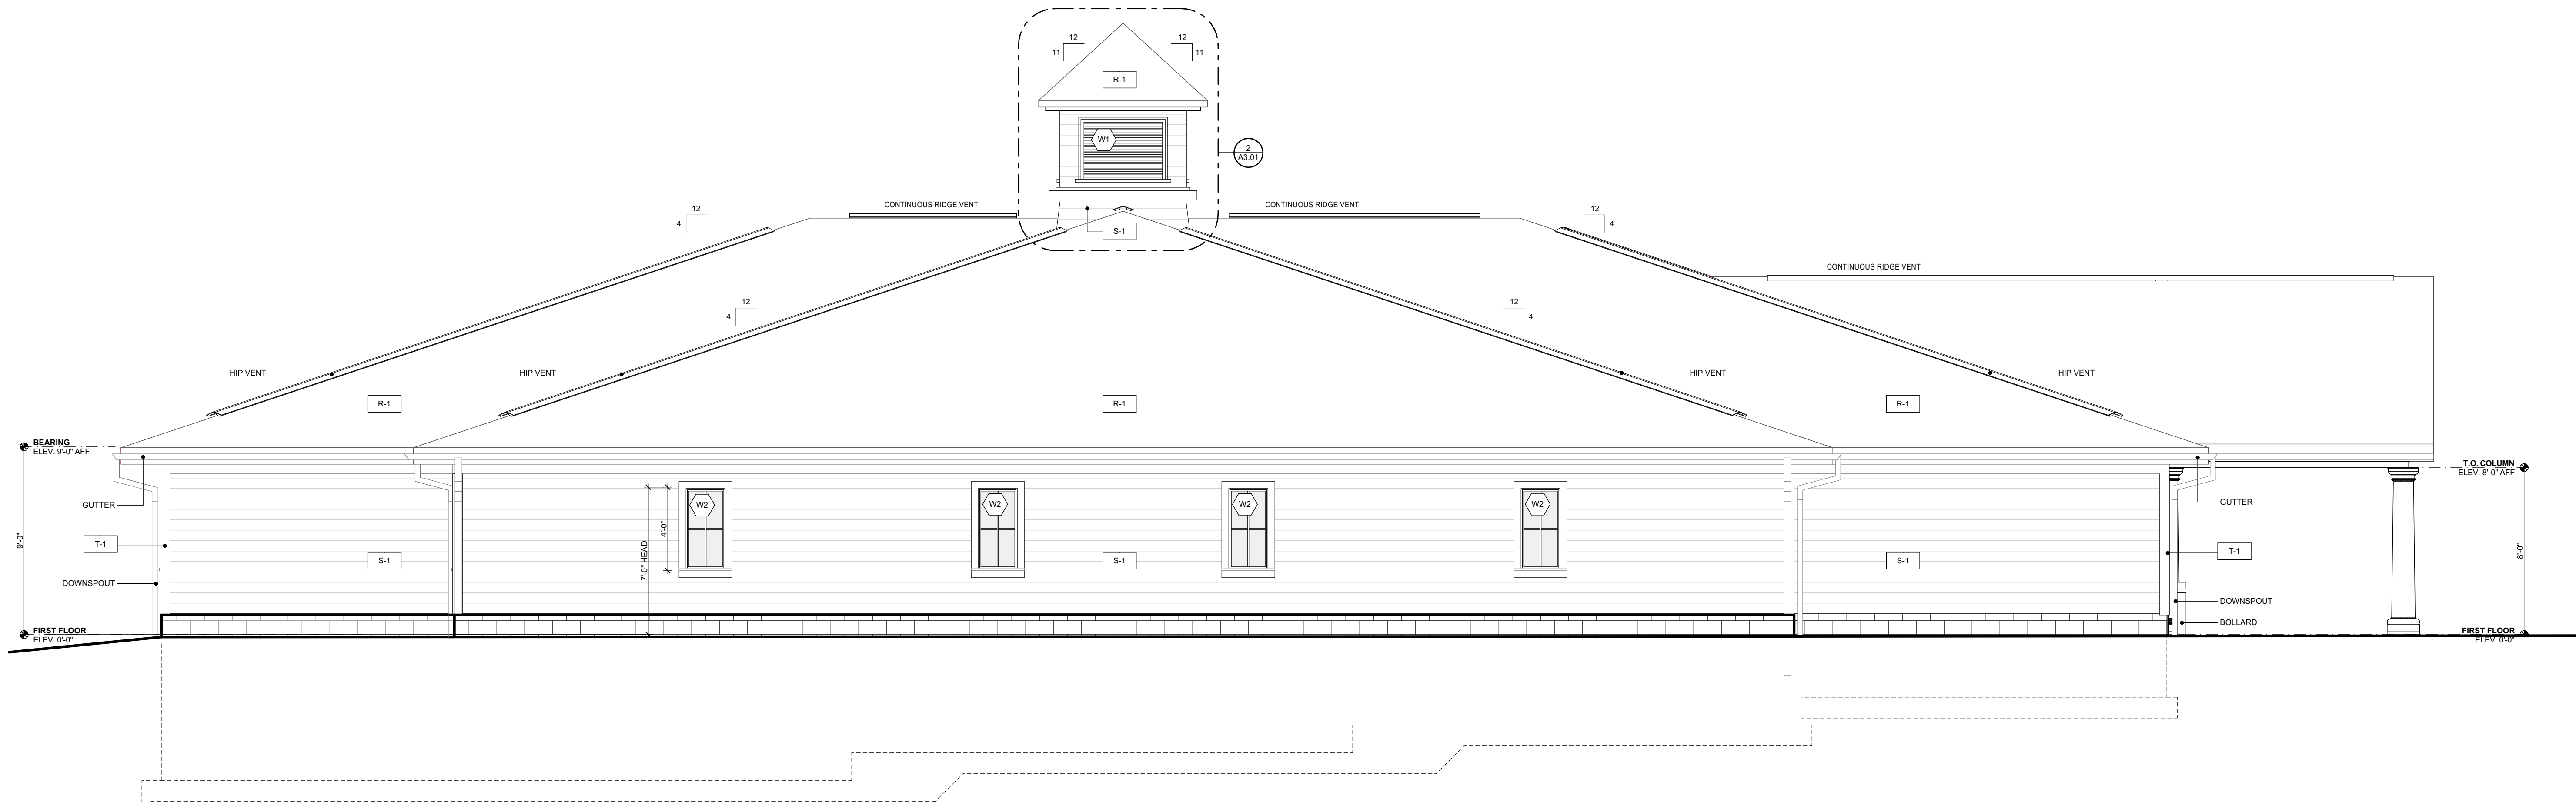 12
12
11
11
R-1
W1
2
A3.01
CONTINUOUS RIDGE VENT
CONTINUOUS RIDGE VENT
12
12
4
4
S-1
CONTINUOUS RIDGE VENT
12
12
4
4
HIP VENT
HIP VENT
HIP VENT
HIP VENT
R-1
R-1
R-1
BEARING
ELEV. 9'-0" AFF
T.O. COLUMN
ELEV. 8'-0" AFF
GUTTER
W2
W2
W2
W2
GUTTER
4'-0"
9'-0"
T-1
7'-0" HEAD
8'-0"
T-1
S-1
S-1
S-1
DOWNSPOUT
DOWNSPOUT
BOLLARD
FIRST FLOOR
ELEV. 0'-0"
FIRST FLOOR
ELEV. 0'-0"